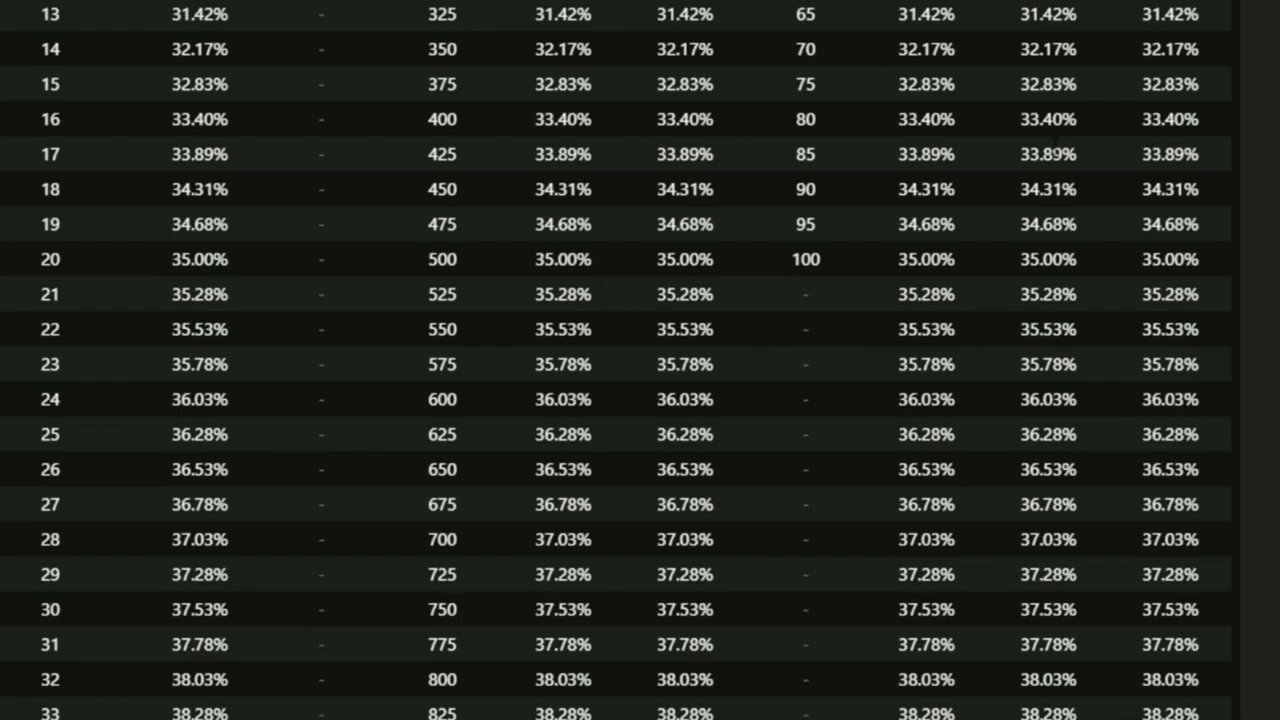 13 31.42% - 325 31.42% 31.42% 65 31.42% 31.42% 31.42%
14 32.17% - 350 32.17% 32.17% 70 32.17% 32.17% 32.17%
15 32.83% - 375 32.83% 32.83% 75 32.83% 32.83% 32.83%
16 33.40% - 400 33.40% 33.40% 80 33.40% 33.40% 33.40%
17 33.89% - 425 33.89% 33.89% 85 33.89% 33.89% 33.89%
18 34.31% - 450 34.31% 34.31% 90 34.31% 34.31% 34.31%
19 34.68% - 475 34.68% 34.68% 95 34.68% 34.68% 34.68%
20 35.00% - 500 35.00% 35.00% 100 35.00% 35.00% 35.00%
21 35.28% - 525 35.28% 35.28% - 35.28% 35.28% 35.28%
22 35.53% - 550 35.53% 35.53% - 35.53% 35.53% 35.53%
23 35.78% - 575 35.78% 35.78% - 35.78% 35.78% 35.78%
24 36.03% - 600 36.03% 36.03% - 36.03% 36.03% 36.03%
25 36.28% - 625 36.28% 36.28% - 36.28% 36.28% 36.28%
26 36.53% - 650 36.53% 36.53% - 36.53% 36.53% 36.53%
27 36.78% - 675 36.78% 36.78% - 36.78% 36.78% 36.78%
28 37.03% - 700 37.03% 37.03% - 37.03% 37.03% 37.03%
29 37.28% - 725 37.28% 37.28% - 37.28% 37.28% 37.28%
30 37.53% - 750 37.53% 37.53% - 37.53% 37.53% 37.53%
31 37.78% - 775 37.78% 37.78% - 37.78% 37.78% 37.78%
32 38.03% - 800 38.03% 38.03% - 38.03% 38.03% 38.03%
33 38.28% - 825 38.28% 38.28% - 38.28% 38.28% 38.28%